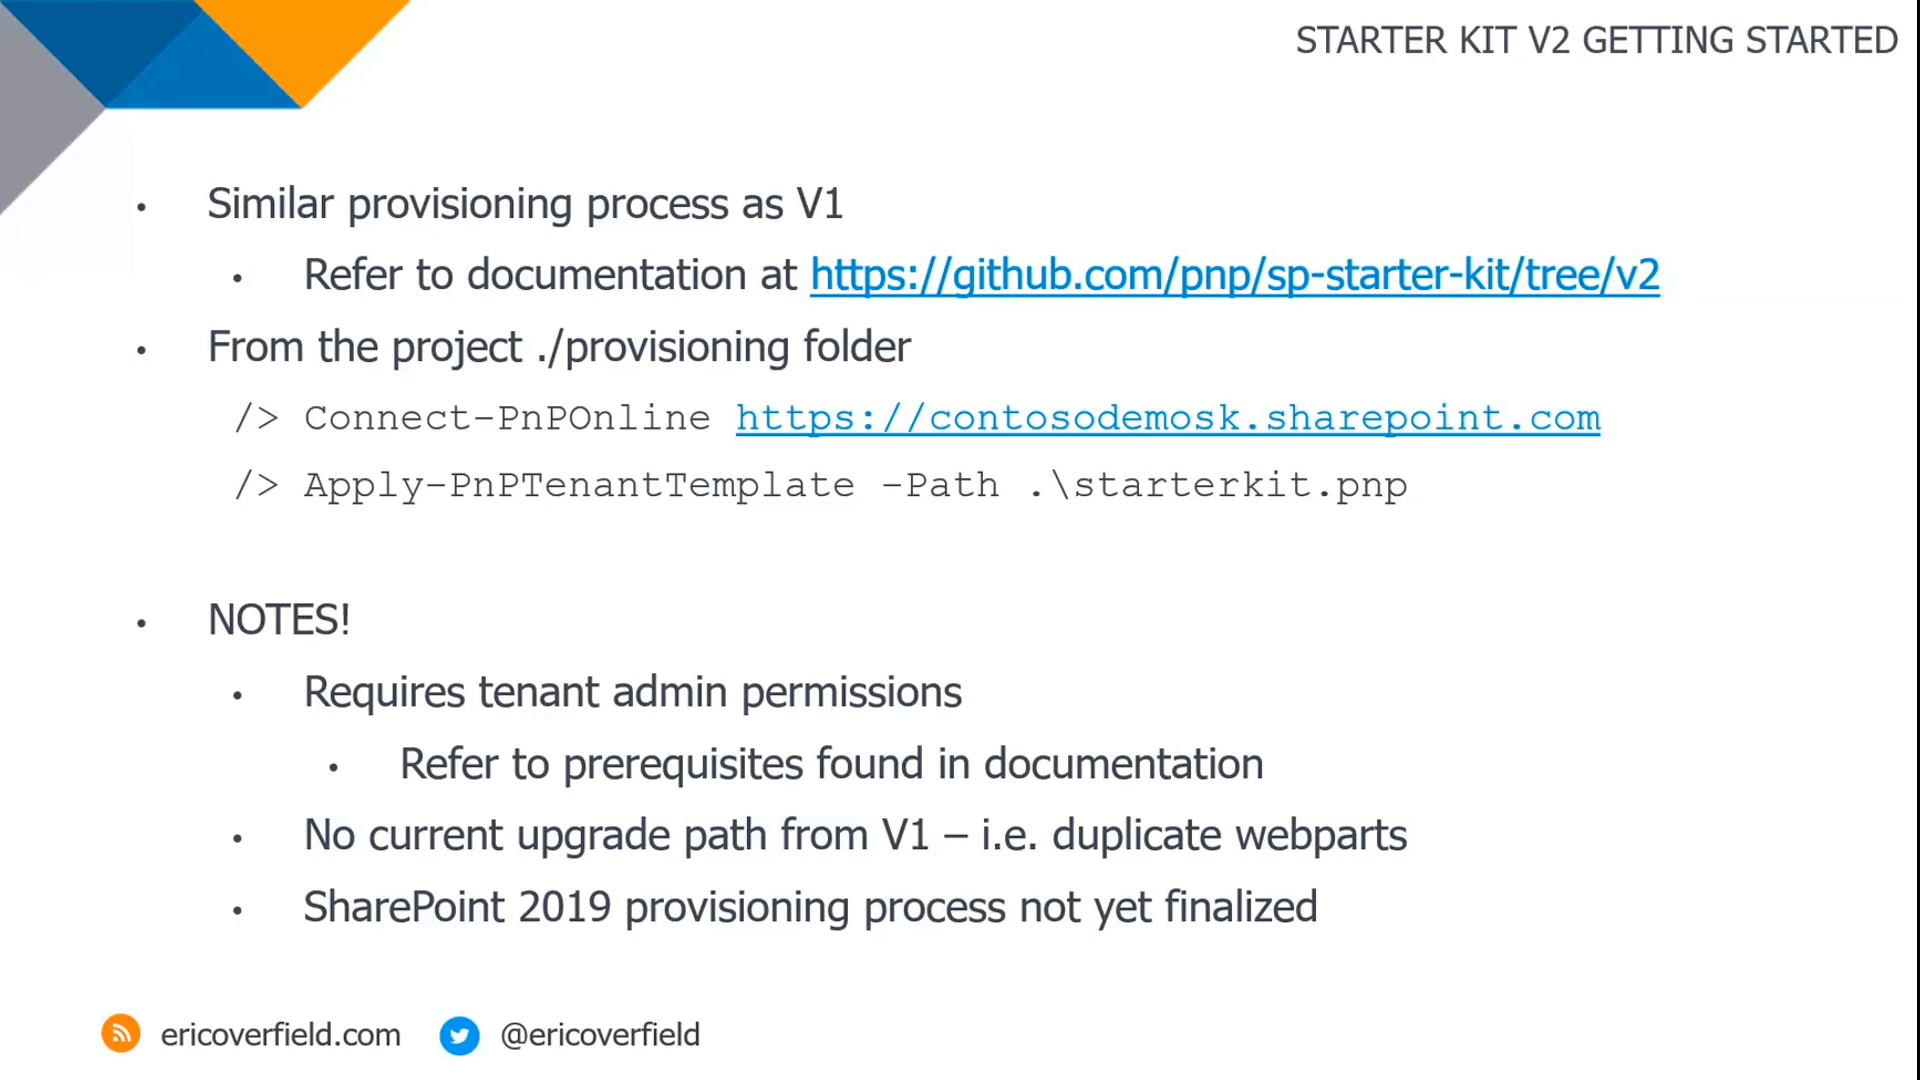 STARTER KIT V2 GETTING STARTED
• Similar provisioning process as V1
• Refer to documentation at https://github.com/pnp/sp-starter-kit/tree/v2
• From the project ./provisioning folder
/> Connect-PnPOnline https://contosodemosk.sharepoint.com
/> Apply-PnPTenantTemplate -Path .\starterkit.pnp
• NOTES!
• Requires tenant admin permissions
• Refer to prerequisites found in documentation
• No current upgrade path from V1 – i.e. duplicate webparts
• SharePoint 2019 provisioning process not yet finalized
ericoverfield.com @ericoverfield